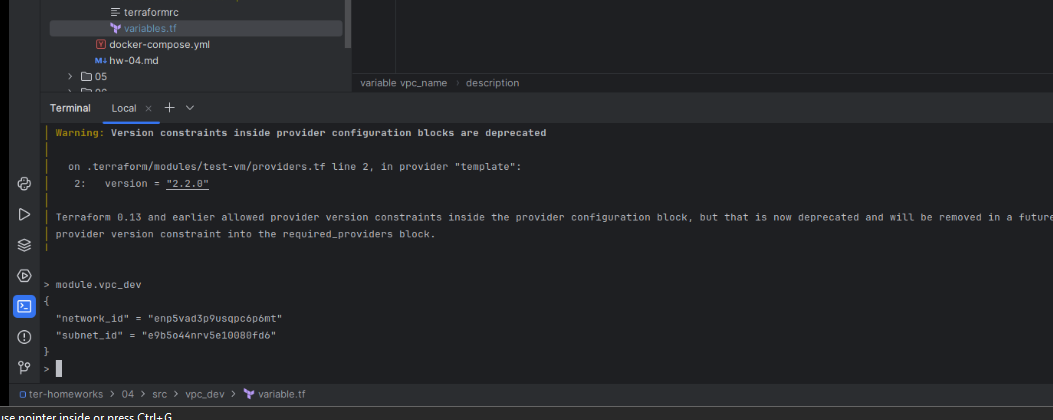 terraformrc
variables.tf
docker-compose.yml
M↓ hw-04.md
05
variable vpc_name > description
Terminal Local × +
Warning: Version constraints inside provider configuration blocks are deprecated
on .terraform/modules/test-vm/providers.tf line 2, in provider "template":
2: version = "2.2.0"
Terraform 0.13 and earlier allowed provider version constraints inside the provider configuration block, but that is now deprecated and will be removed in a future
provider version constraint into the required_providers block.
> module.vpc_dev
{
"network_id" = "enp5vad3p9usqpc6p6mt"
"subnet_id" = "e9b5o44nrv5e10080fd6"
}
>
ter-homeworks > 04 > src > vpc_dev > variable.tf
use pointer inside or press Ctrl+G